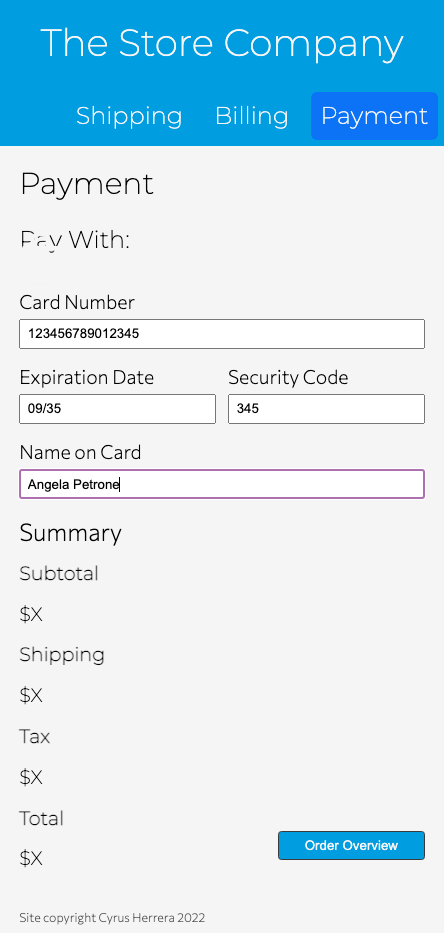 The Store Company
Shipping Billing Payment
Payment
Pay With:
Card Number
123456789012345
Expiration Date Security Code
09/35 345
Name on Card
Angela Petrone
Summary
Subtotal
$X
Shipping
$X
Tax
$X
Total
$X
Order Overview
Site copyright Cyrus Herrera 2022